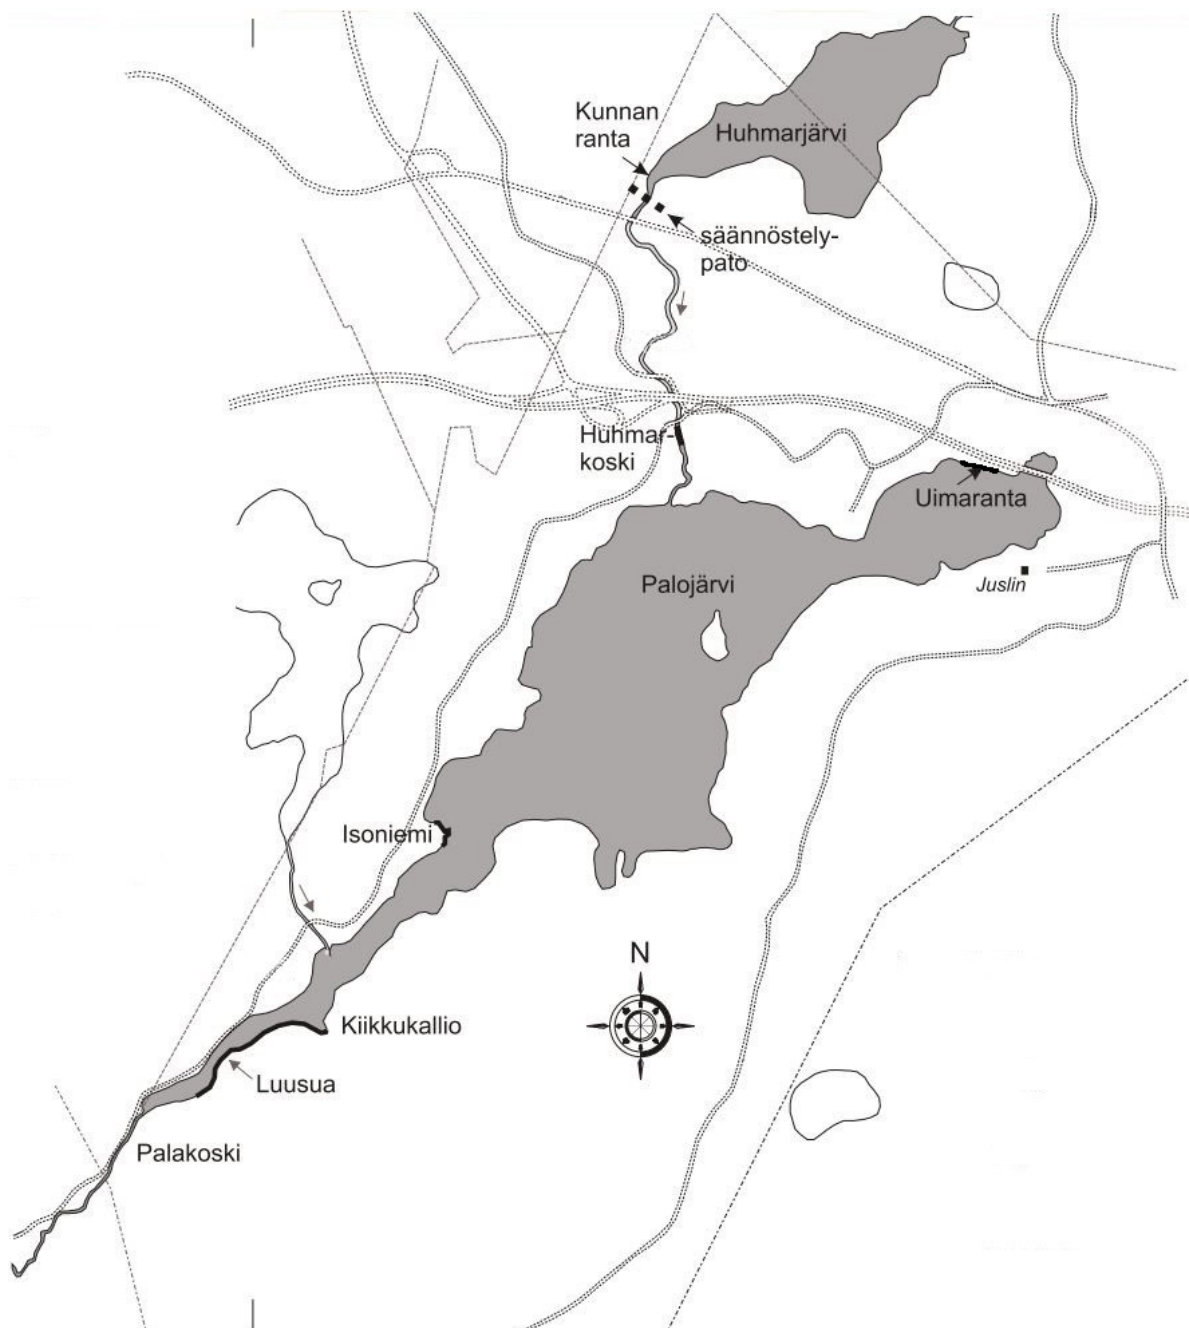 Kunnan
ranta
Huhmarjärvi
säännöstely-
pato
Huhmar-
koski
Uimaranta
Juslin
Palojärvi
Isoniemi
N
Kiikkukallio
Luusua
Palakoski